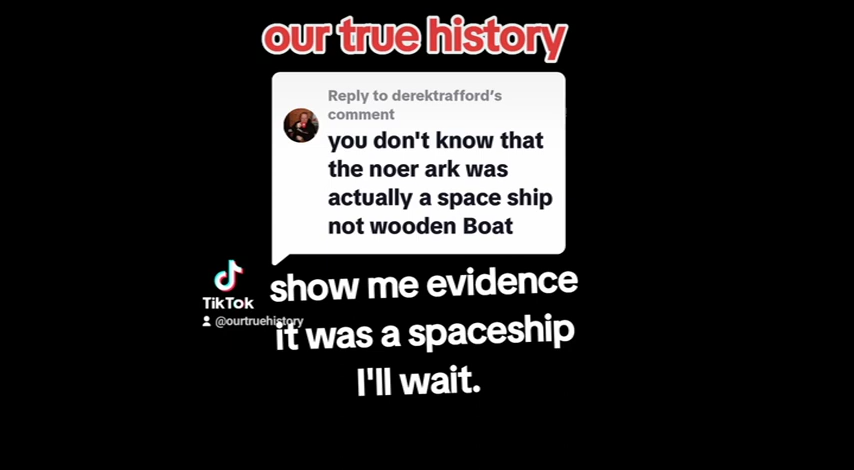 our true history
Reply to derektrafford's
comment
you don't know that
the noer ark was
actually a space ship
not wooden Boat
show me evidence
TikTok
@ourtruehistory
it was a spaceship
I'll wait.